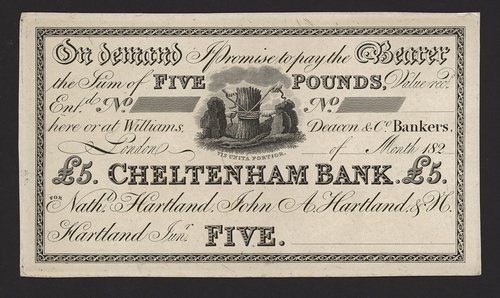 On demand I Promise to pay the Bearer
the Sum of FIVE POUNDS, Value recd.
Entd. No No
here or at Williams, Deacon & Co. Bankers,
VIS UNITA FORTIOR.
London of Month 182
£5. CHELTENHAM BANK. £5.
FOR Nathl. Hartland, John A. Hartland, & N.
Hartland Junr. FIVE.